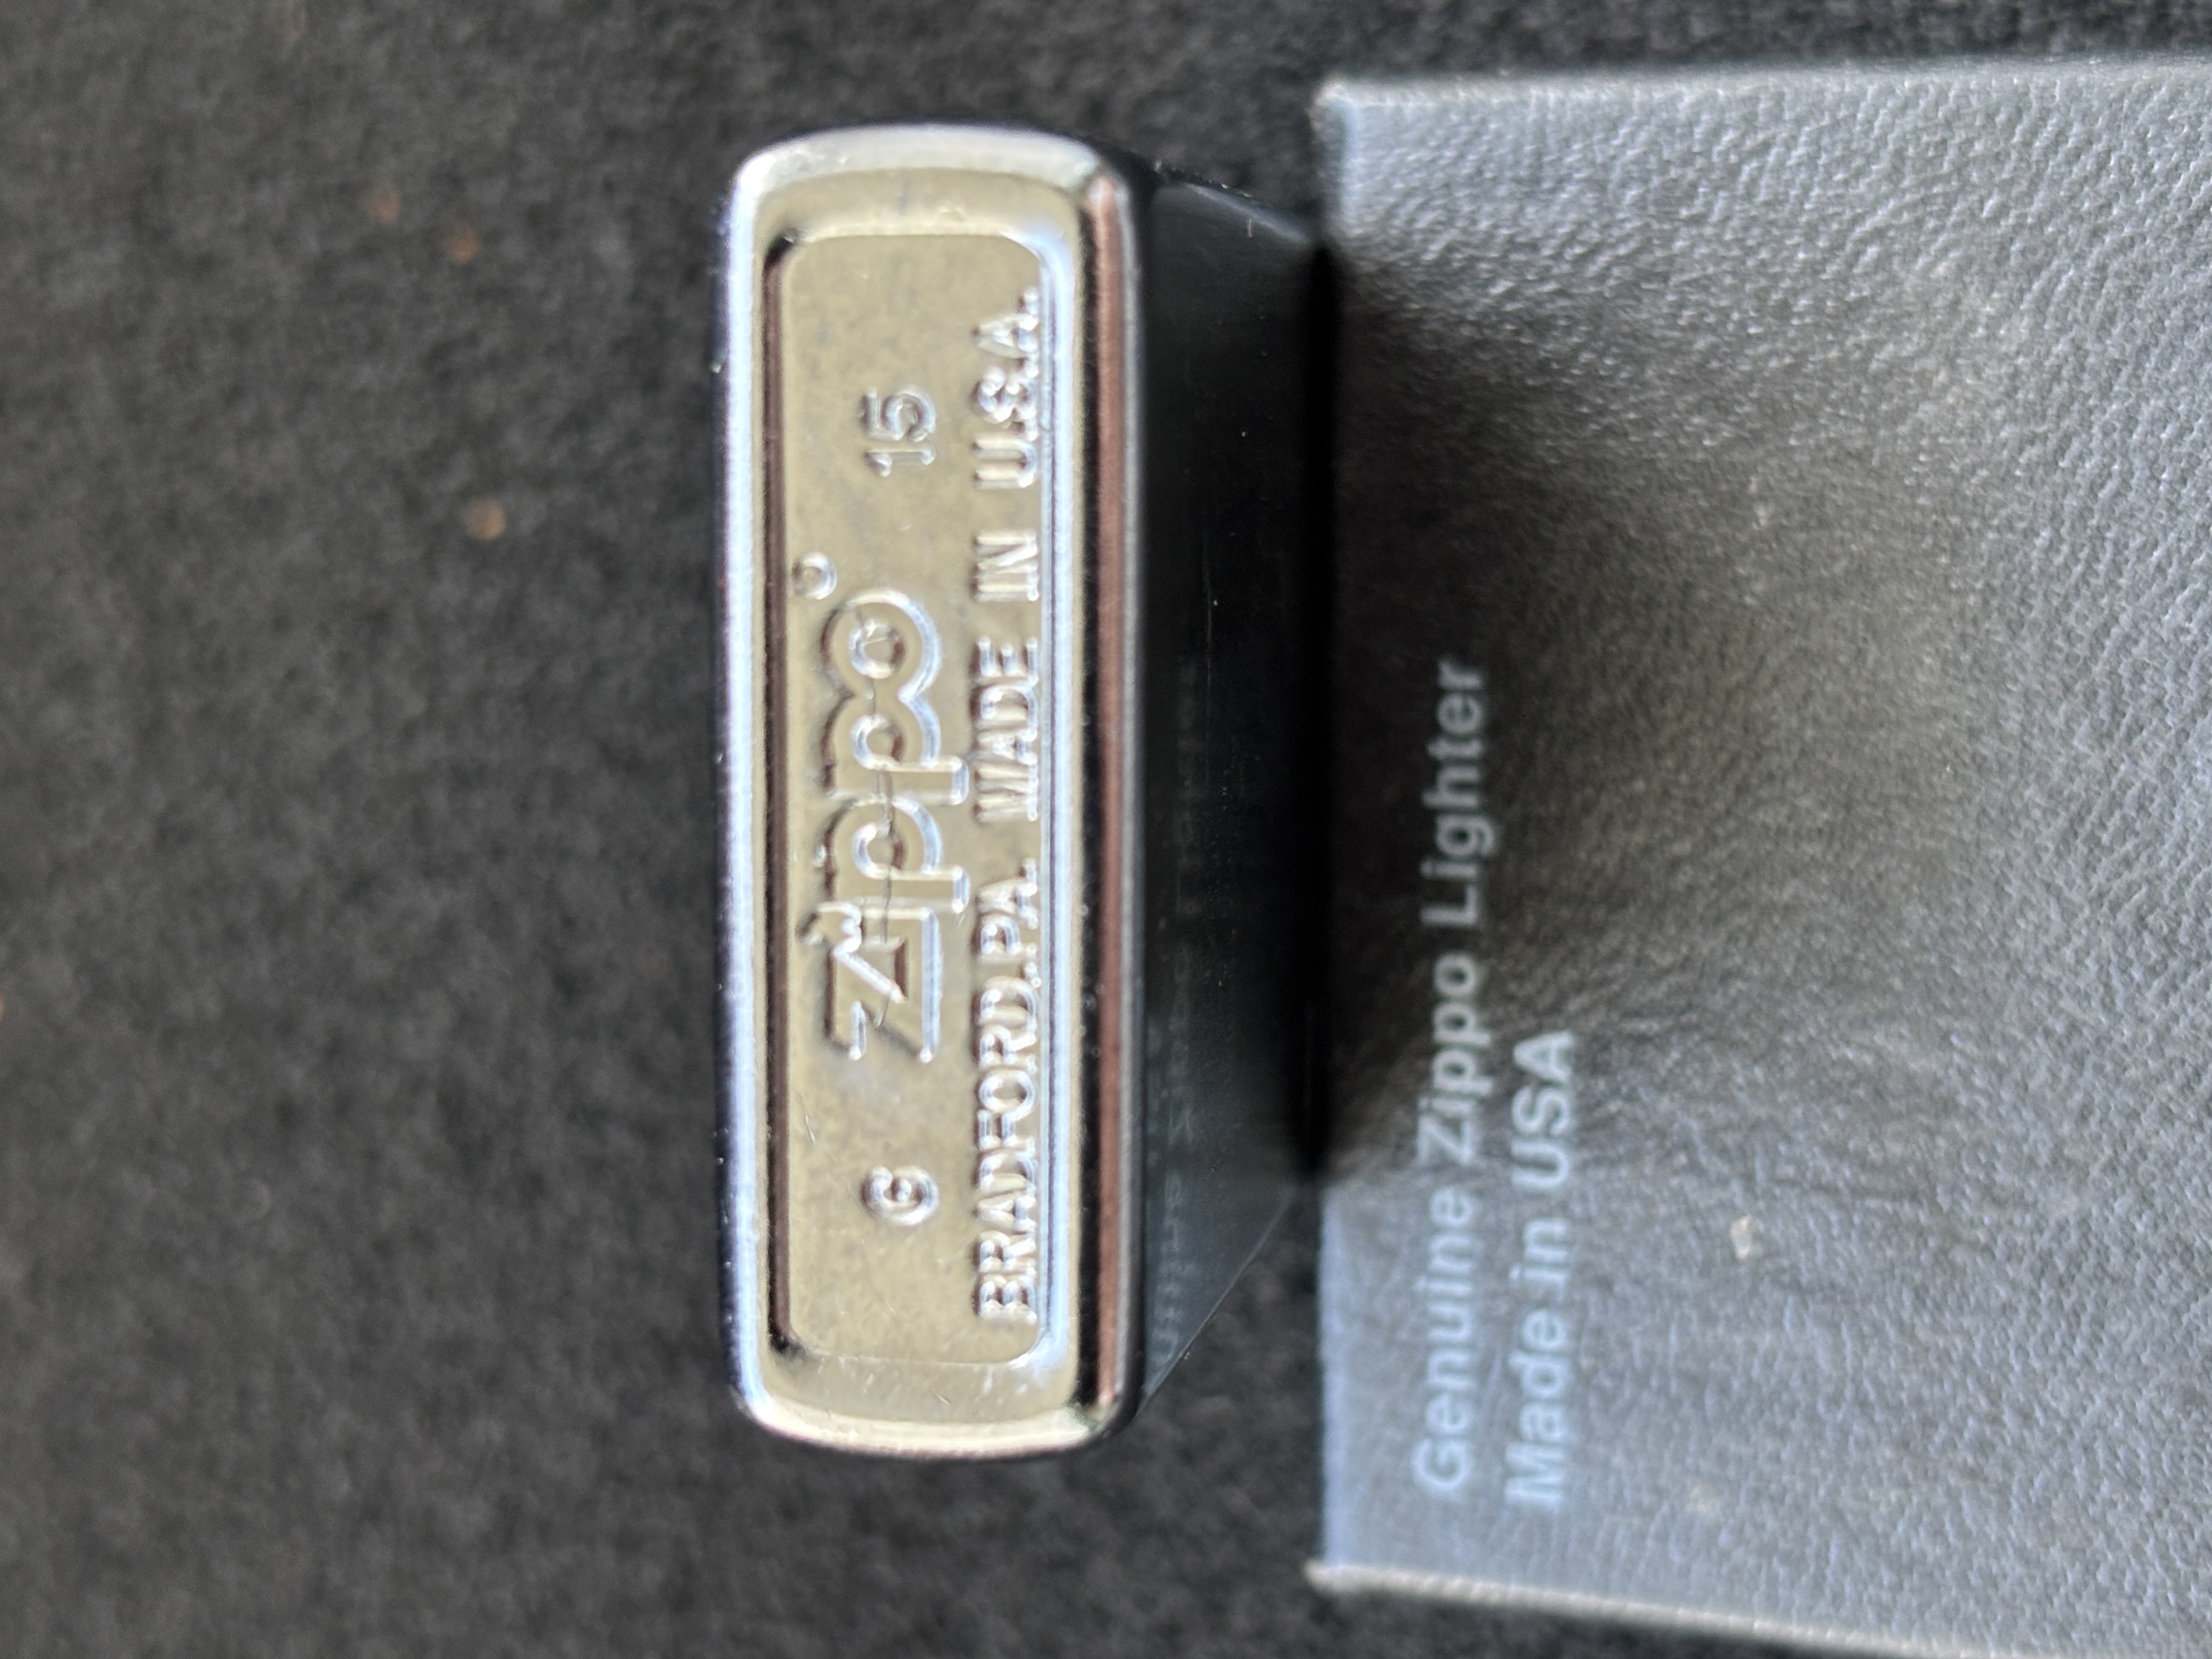 G Zippo 15
BRADFORD, PA. MADE IN U.S.A.
Genuine Zippo Lighter
Made in USA